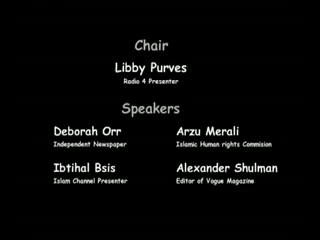 Chair
Libby Purves
Radio 4 Presenter
Speakers
Deborah Orr
Independent Newspaper
Arzu Merali
Islamic Human rights Commision
Ibtihal Bsis
Islam Channel Presenter
Alexander Shulman
Editor of Vogue Magazine